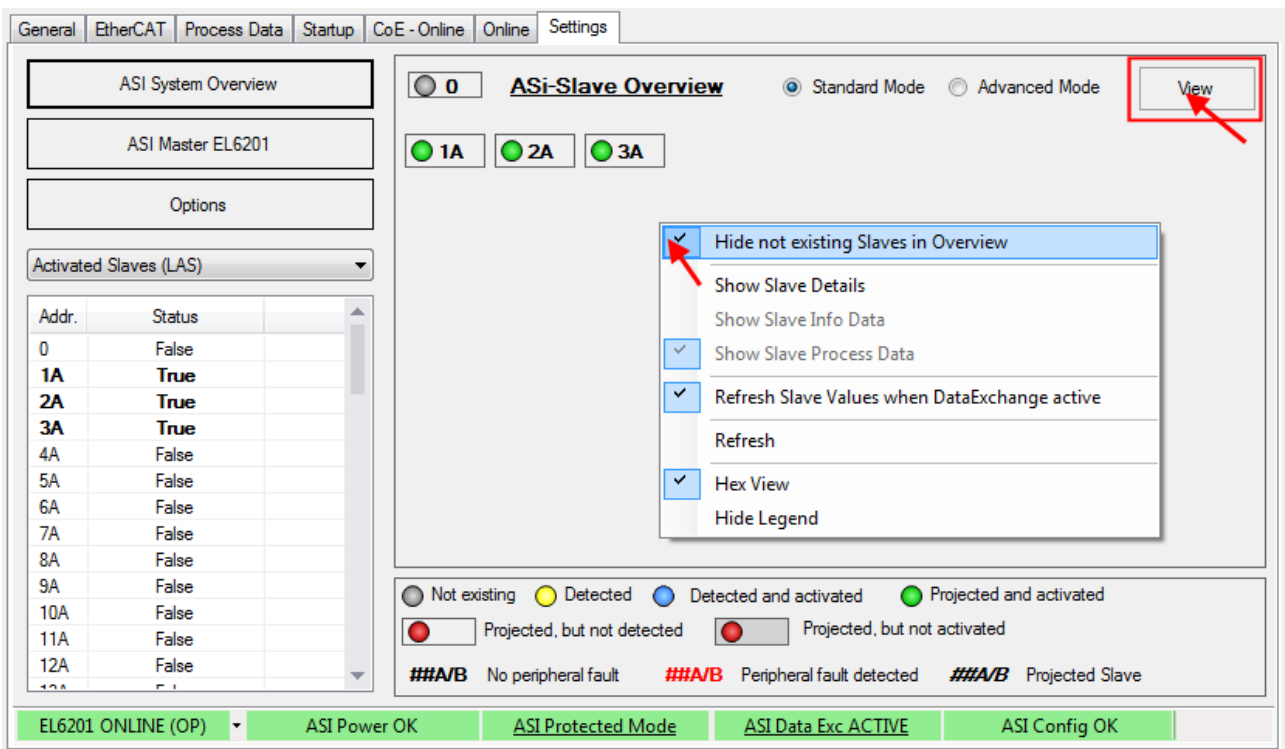 General EtherCAT Process Data Startup CoE - Online Online Settings
ASI System Overview
ASI Master EL6201
Options
Activated Slaves (LAS)
Addr. Status
0 False
1A True
2A True
3A True
4A False
5A False
6A False
7A False
8A False
9A False
10A False
11A False
12A False
0 ASi-Slave Overview Standard Mode Advanced Mode View
1A 2A 3A
Hide not existing Slaves in Overview
Show Slave Details
Show Slave Info Data
Show Slave Process Data
Refresh Slave Values when DataExchange active
Refresh
Hex View
Hide Legend
Not existing Detected Detected and activated Projected and activated
Projected, but not detected Projected, but not activated
##A/B No peripheral fault ##A/B Peripheral fault detected ##A/B Projected Slave
EL6201 ONLINE (OP) ASI Power OK ASI Protected Mode ASI Data Exc ACTIVE ASI Config OK